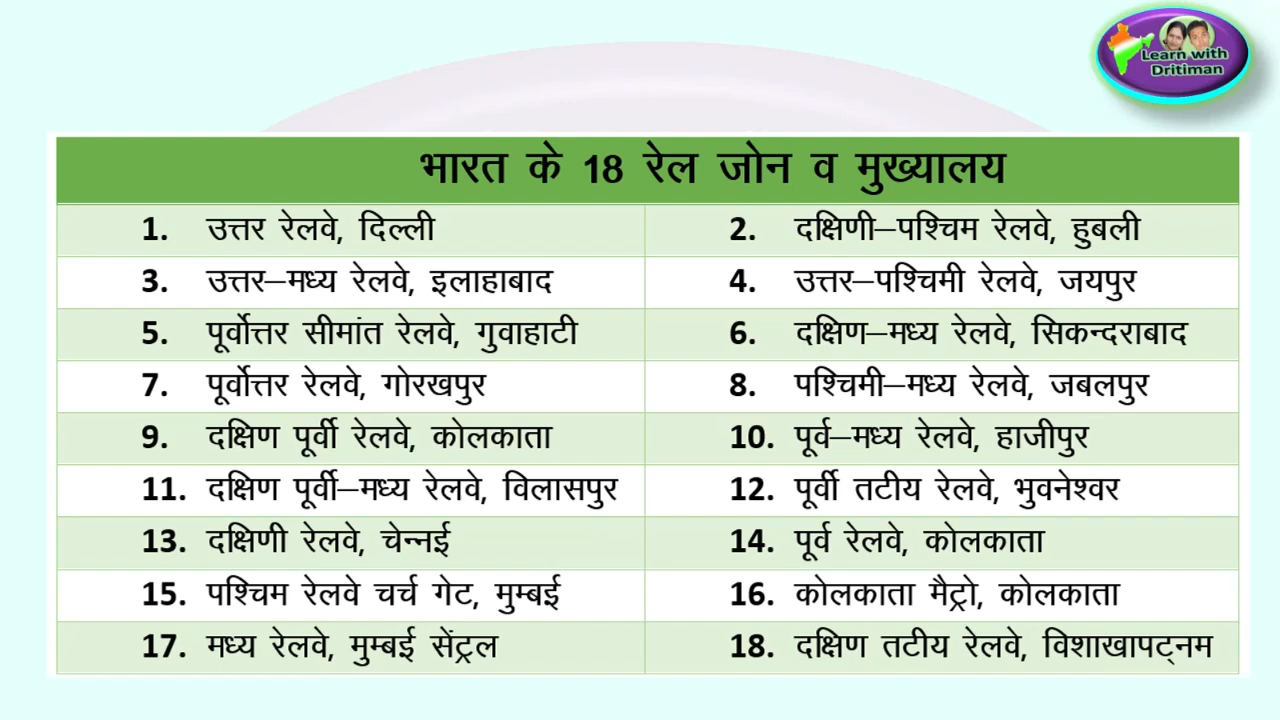 Learn with
Dritiman
भारत के 18 रेल जोन व मुख्यालय
1. उत्तर रेलवे, दिल्ली
2. दक्षिणी–पश्चिम रेलवे, हुबली
3. उत्तर–मध्य रेलवे, इलाहाबाद
4. उत्तर–पश्चिमी रेलवे, जयपुर
5. पूर्वोत्तर सीमांत रेलवे, गुवाहाटी
6. दक्षिण–मध्य रेलवे, सिकन्दराबाद
7. पूर्वोत्तर रेलवे, गोरखपुर
8. पश्चिमी–मध्य रेलवे, जबलपुर
9. दक्षिण पूर्वी रेलवे, कोलकाता
10. पूर्व–मध्य रेलवे, हाजीपुर
11. दक्षिण पूर्वी–मध्य रेलवे, विलासपुर
12. पूर्वी तटीय रेलवे, भुवनेश्वर
13. दक्षिणी रेलवे, चेन्नई
14. पूर्व रेलवे, कोलकाता
15. पश्चिम रेलवे चर्च गेट, मुम्बई
16. कोलकाता मैट्रो, कोलकाता
17. मध्य रेलवे, मुम्बई सेंट्रल
18. दक्षिण तटीय रेलवे, विशाखापट्नम